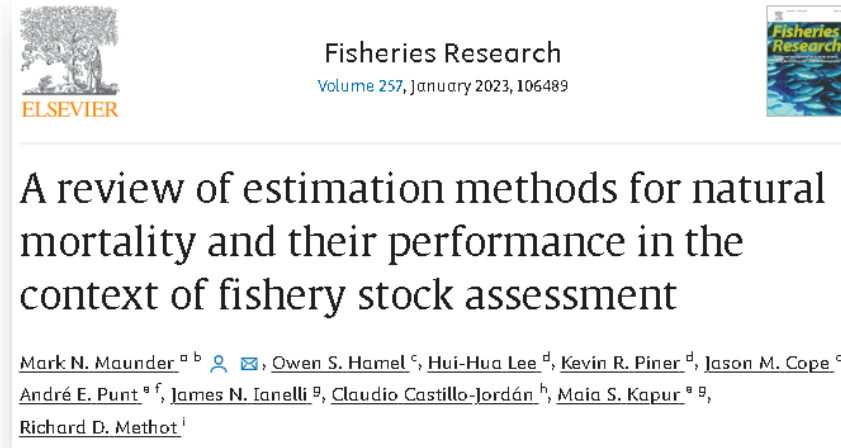 ELSEVIER
Fisheries Research
Volume 257, January 2023, 106489
Fisheries
Research
A review of estimation methods for natural
mortality and their performance in the
context of fishery stock assessment
Mark N. Maunder a b, Owen S. Hamel c, Hui-Hua Lee d, Kevin R. Piner d, Jason M. Cope c
André E. Punt e f, James N. Ianelli g, Claudio Castillo-Jordán h, Maia S. Kapur e g,
Richard D. Methot i